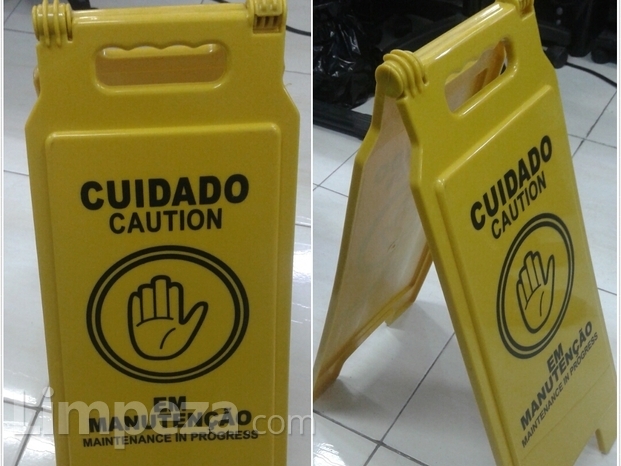 CUIDADO
CAUTION
EM
MANUTENÇÃO
MAINTENANCE IN PROGRESS
Limpeza.com
CUIDADO
CAUTION
EM
MANUTENÇÃO
MAINTENANCE IN PROGRESS